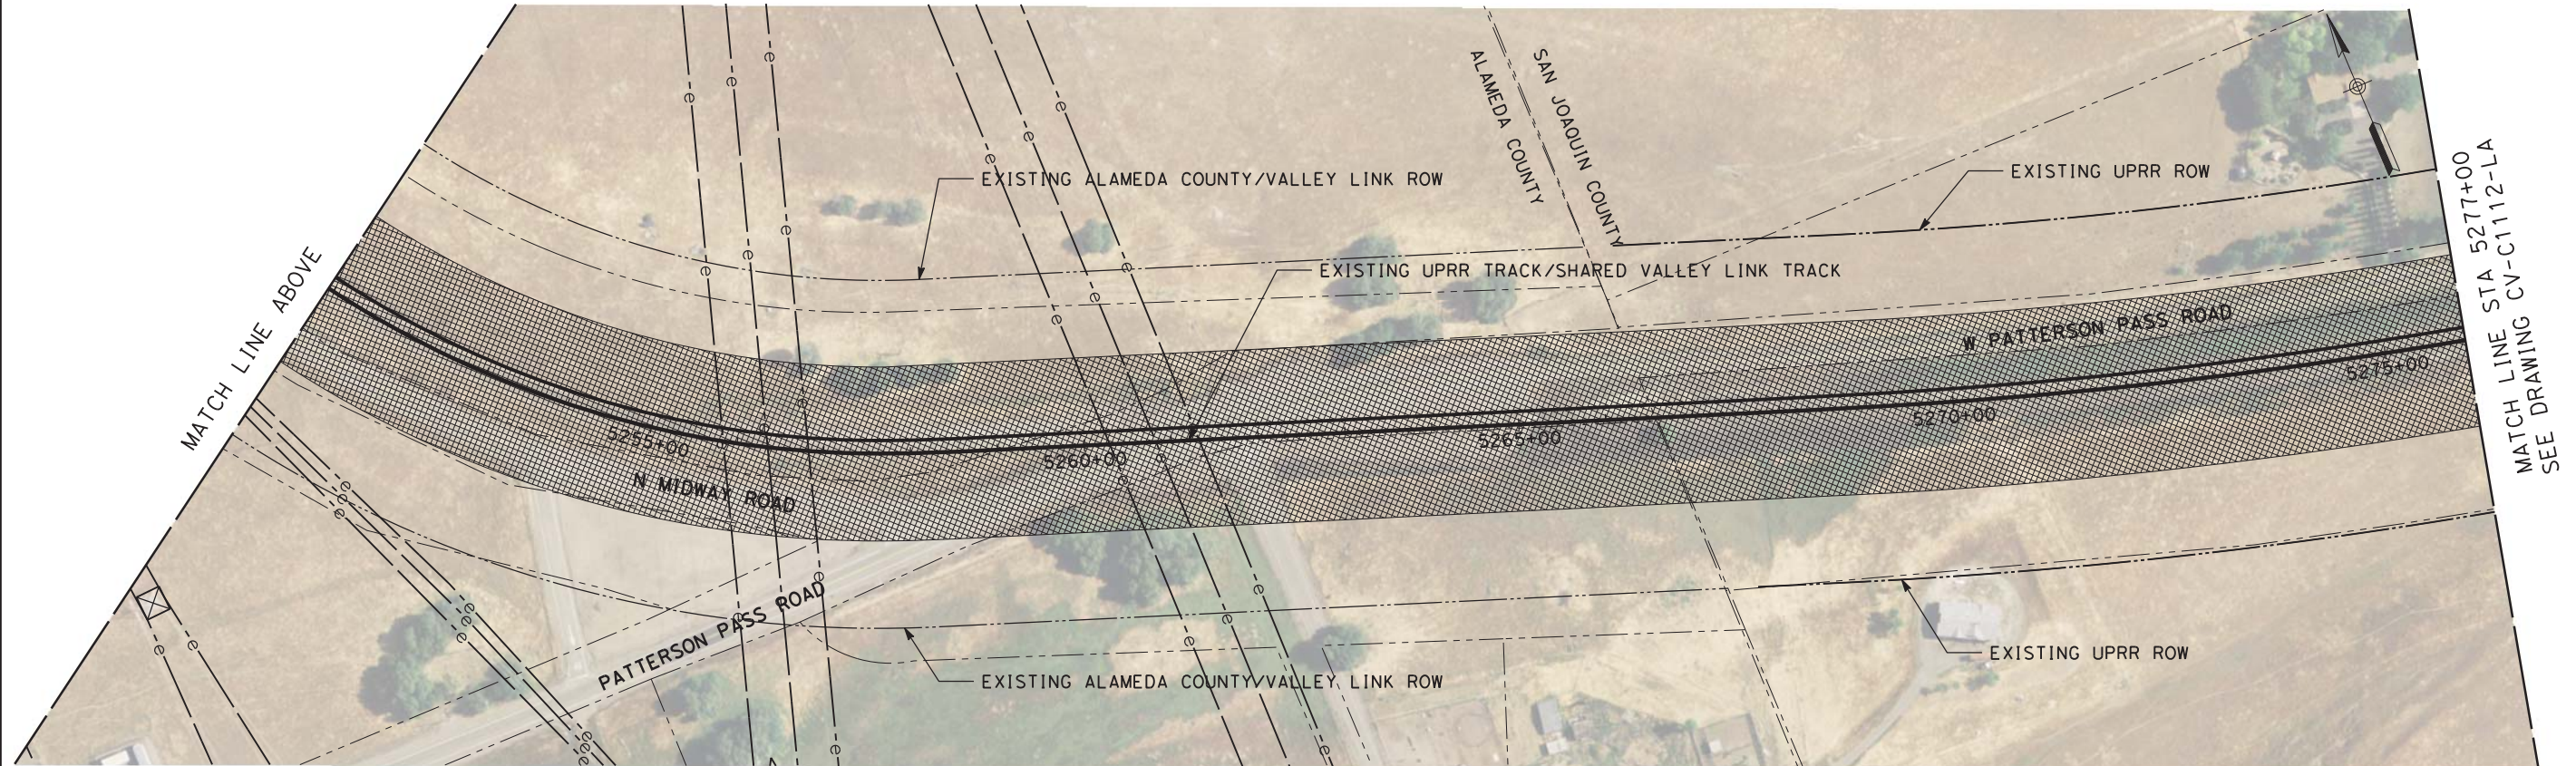 MATCH LINE ABOVE
EXISTING ALAMEDA COUNTY/VALLEY LINK ROW
ALAMEDA COUNTY
SAN JOAQUIN COUNTY
EXISTING UPRR ROW
EXISTING UPRR TRACK/SHARED VALLEY LINK TRACK
W PATTERSON PASS ROAD
5255+00
5260+00
5265+00
5270+00
5275+00
N MIDWAY ROAD
PATTERSON PASS ROAD
EXISTING ALAMEDA COUNTY/VALLEY LINK ROW
EXISTING UPRR ROW
MATCH LINE STA 5277+00
SEE DRAWING CV-C1112-LA
e e e e e e e e e e e e e e e e e e e e e e e e e e e e e e e e e e e e e e e e